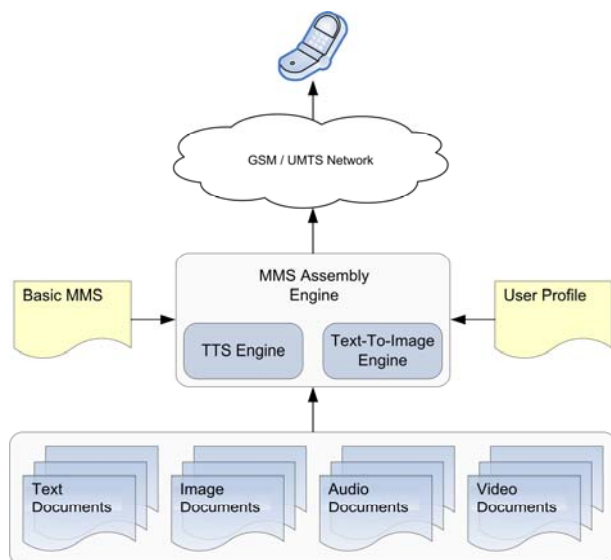 GSM / UMTS Network
MMS Assembly
Engine
Basic MMS
User Profile
TTS Engine
Text-To-Image
Engine
Text
Documents
Image
Documents
Audio
Documents
Video
Documents